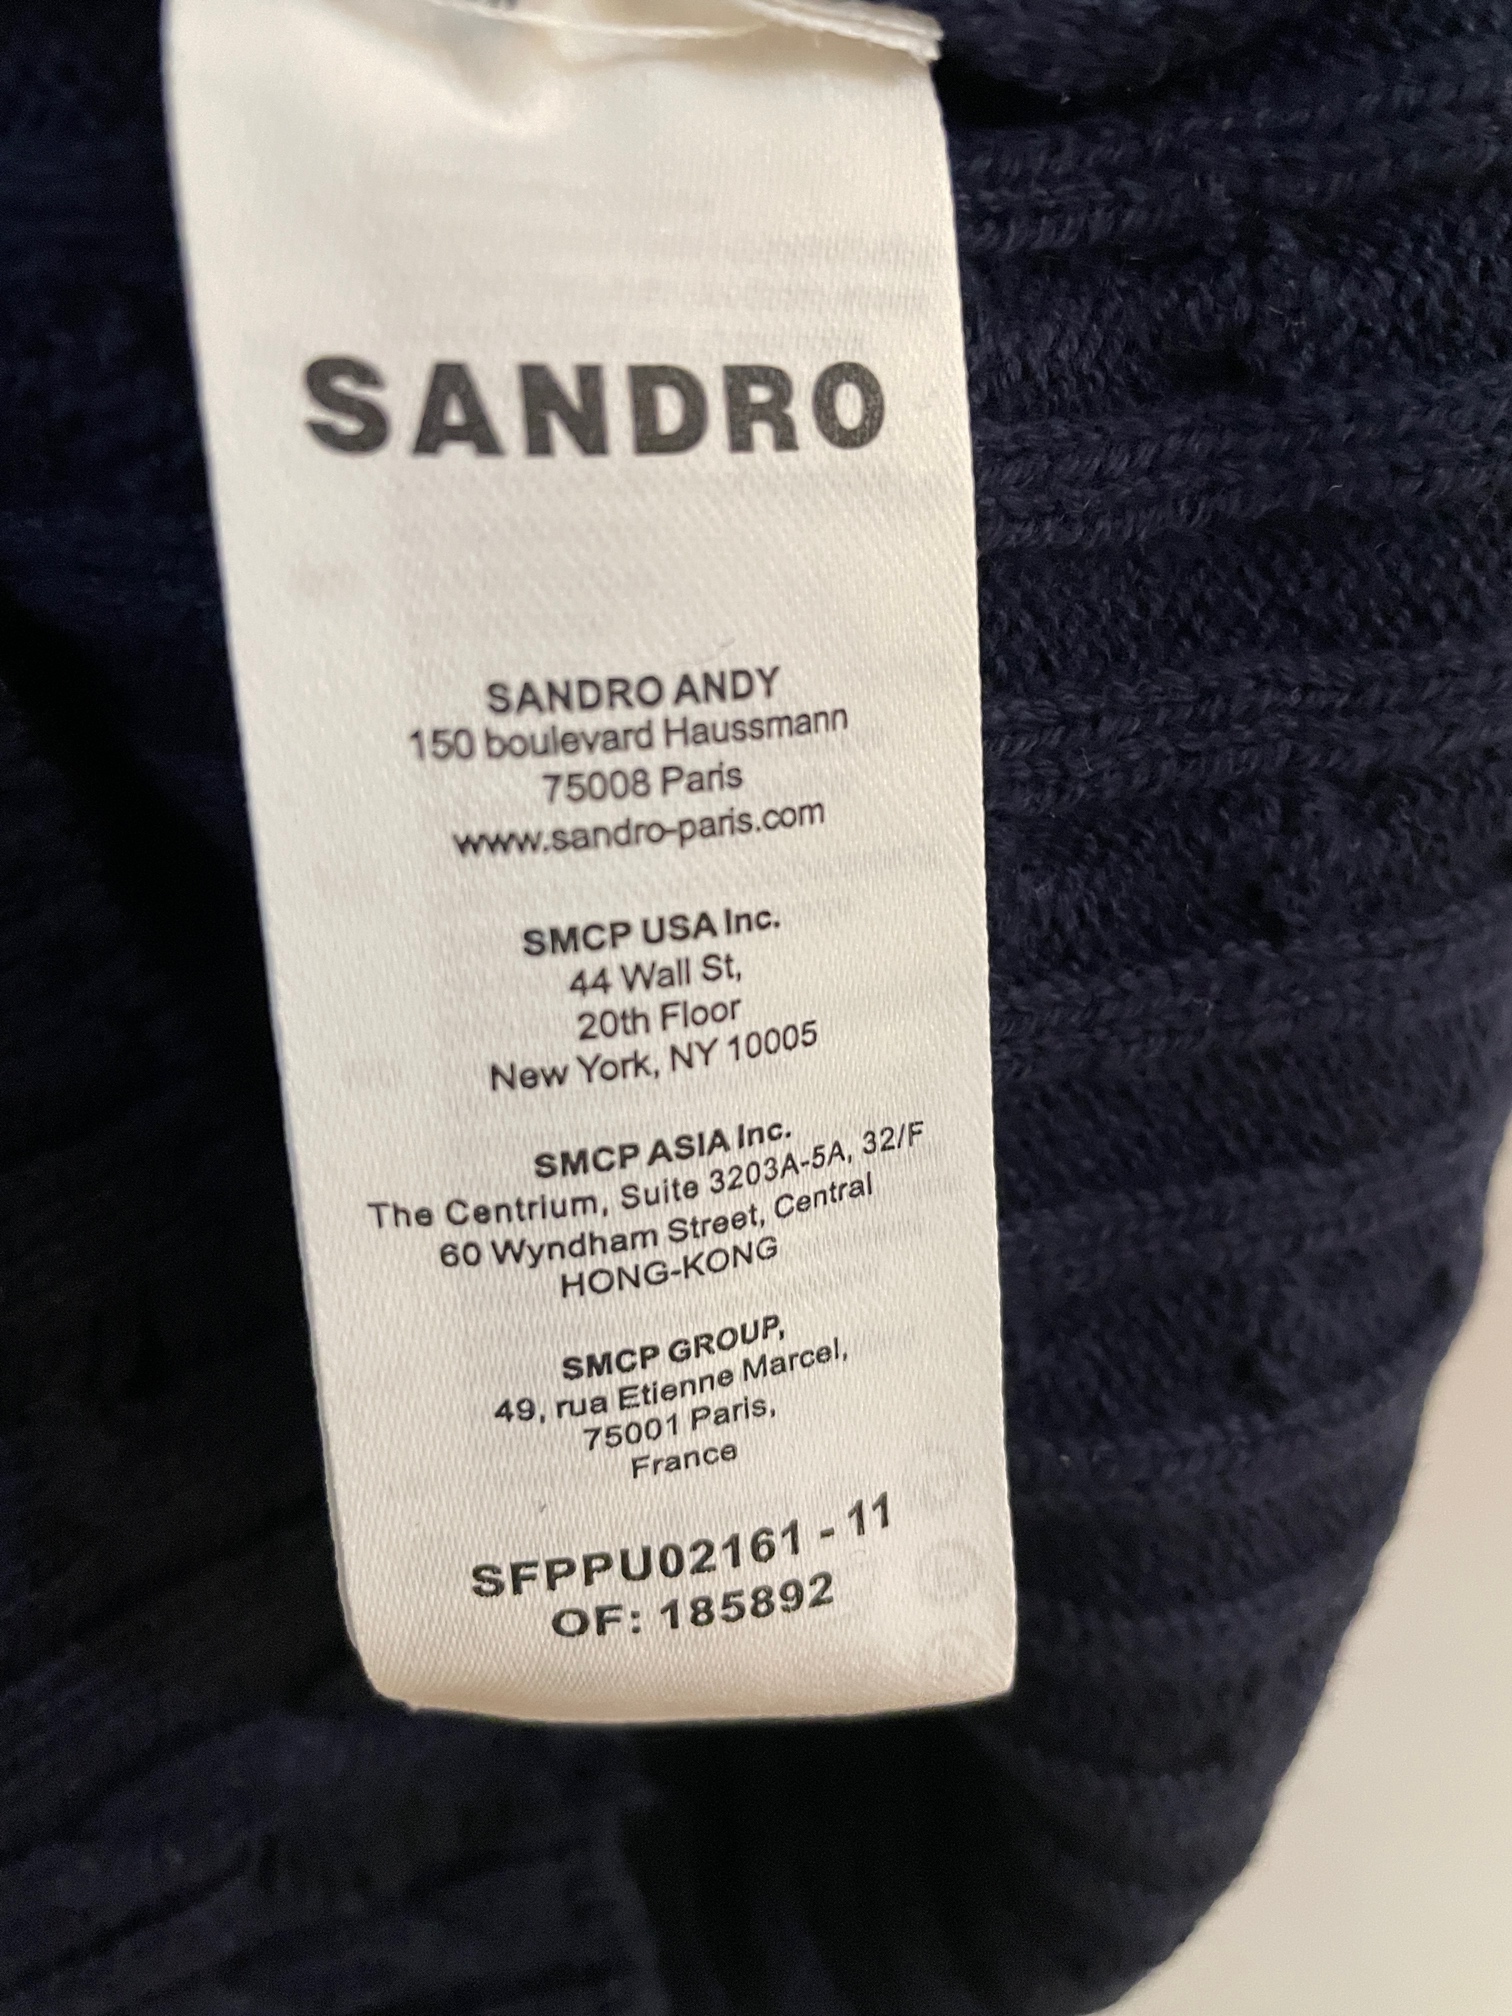 SANDRO
SANDRO ANDY
150 boulevard Haussmann
75008 Paris
www.sandro-paris.com
SMCP USA Inc.
44 Wall St,
20th Floor
New York, NY 10005
SMCP ASIA Inc.
The Centrium, Suite 3203A-5A, 32/F
60 Wyndham Street, Central
HONG-KONG
SMCP GROUP,
49, rua Etienne Marcel,
75001 Paris,
France
SFPPU02161 - 11
OF: 185892